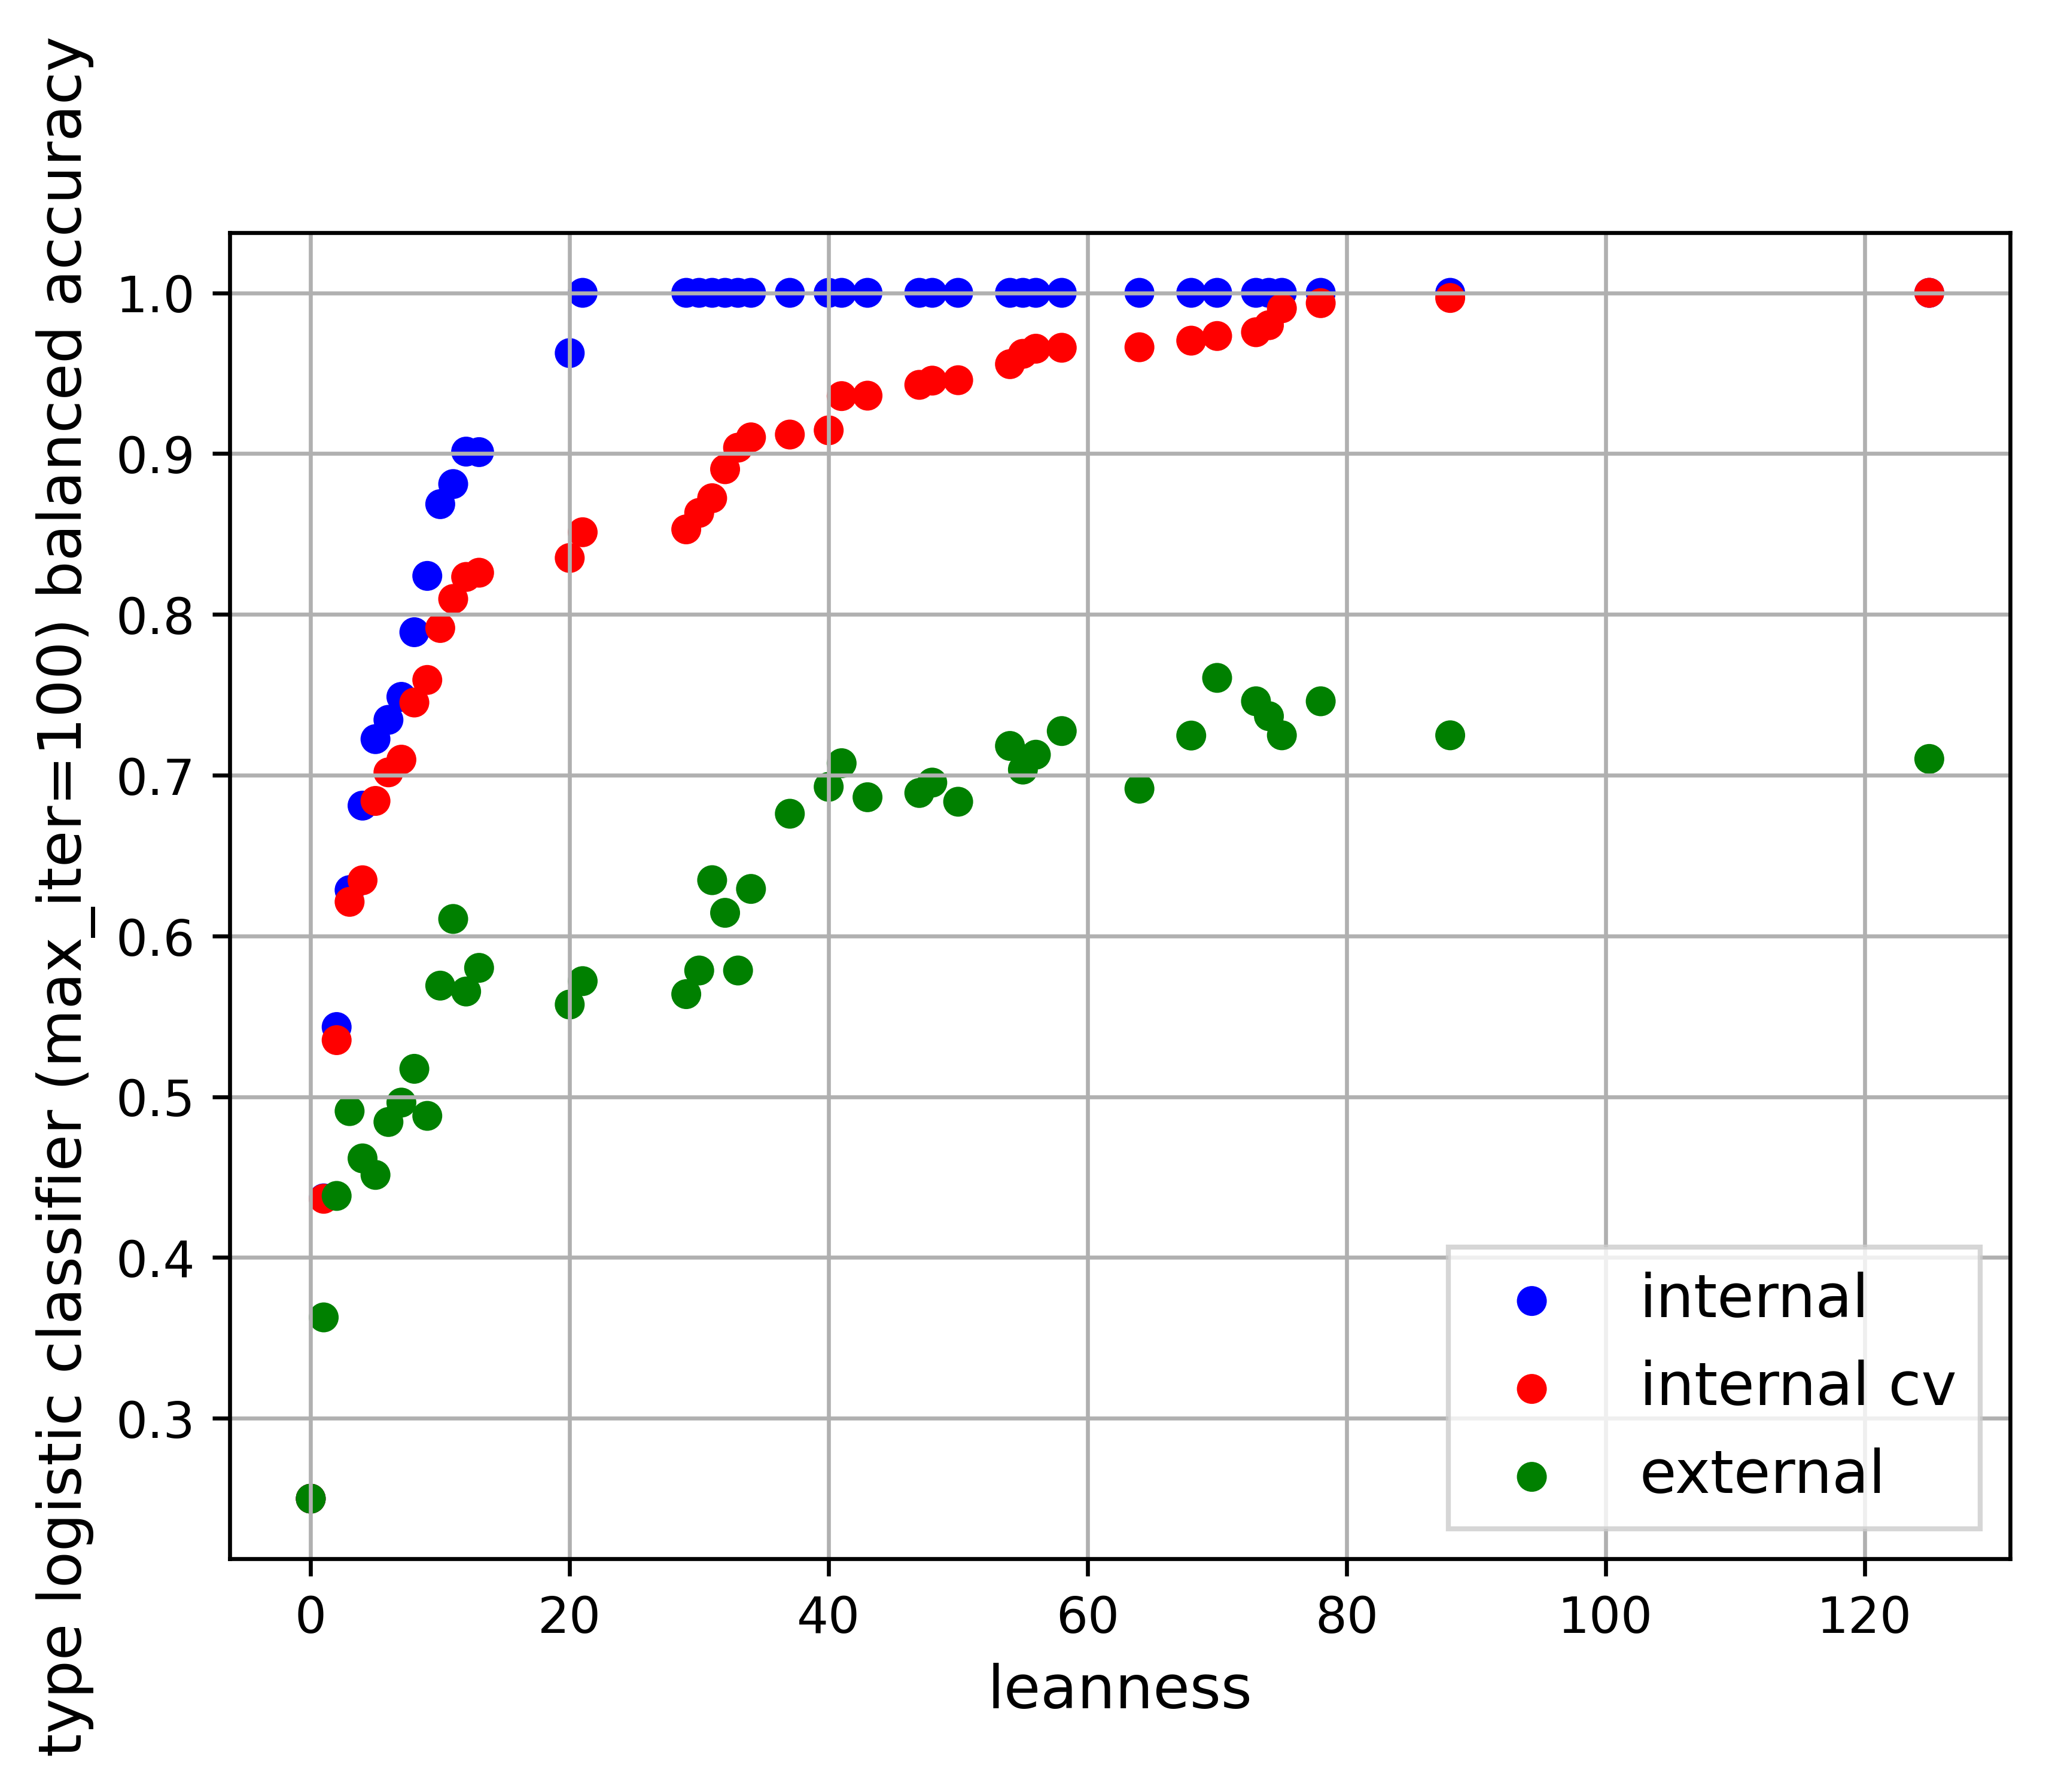 type logistic classifier (max_iter=100) balanced accuracy
1.0
0.9
0.8
0.7
0.6
0.5
0.4
0.3
0 20 40 60 80 100 120
leanness
internal
internal cv
external